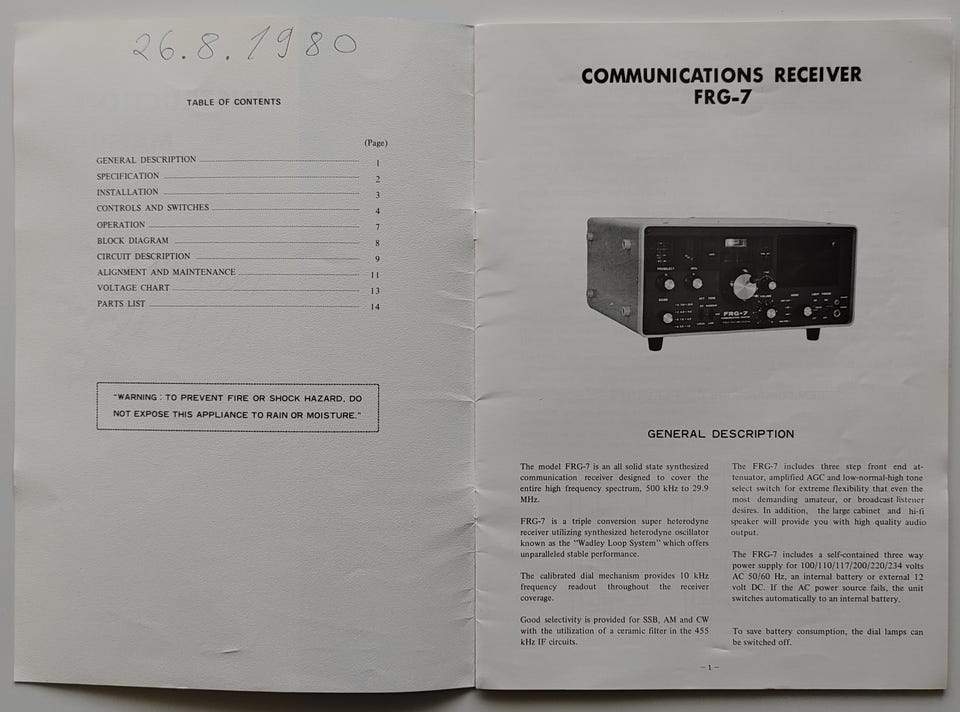 26.8.1980
TABLE OF CONTENTS
(Page)
GENERAL DESCRIPTION 1
SPECIFICATION 2
INSTALLATION 3
CONTROLS AND SWITCHES 4
OPERATION 7
BLOCK DIAGRAM 8
CIRCUIT DESCRIPTION 9
ALIGNMENT AND MAINTENANCE 11
VOLTAGE CHART 13
PARTS LIST 14
"WARNING : TO PREVENT FIRE OR SHOCK HAZARD, DO
NOT EXPOSE THIS APPLIANCE TO RAIN OR MOISTURE."
COMMUNICATIONS RECEIVER
FRG-7
PRESELECT
FRG-7
GENERAL DESCRIPTION
The model FRG-7 is an all solid state synthesized
communication receiver designed to cover the
entire high frequency spectrum, 500 kHz to 29.9
MHz.
FRG-7 is a triple conversion super heterodyne
receiver utilizing synthesized heterodyne oscillator
known as the "Wadley Loop System" which offers
unparalleled stable performance.
The calibrated dial mechanism provides 10 kHz
frequency readout throughout the receiver
coverage.
Good selectivity is provided for SSB, AM and CW
with the utilization of a ceramic filter in the 455
kHz IF circuits.
The FRG-7 includes three step front end at-
tenuator, amplified AGC and low-normal-high tone
select switch for extreme flexibility that even the
most demanding amateur, or broadcast listener
desires. In addition, the large cabinet and hi-fi
speaker will provide you with high quality audio
output.
The FRG-7 includes a self-contained three way
power supply for 100/110/117/200/220/234 volts
AC 50/60 Hz, an internal battery or external 12
volt DC. If the AC power source fails, the unit
switches automatically to an internal battery.
To save battery consumption, the dial lamps can
be switched off.
– 1 –